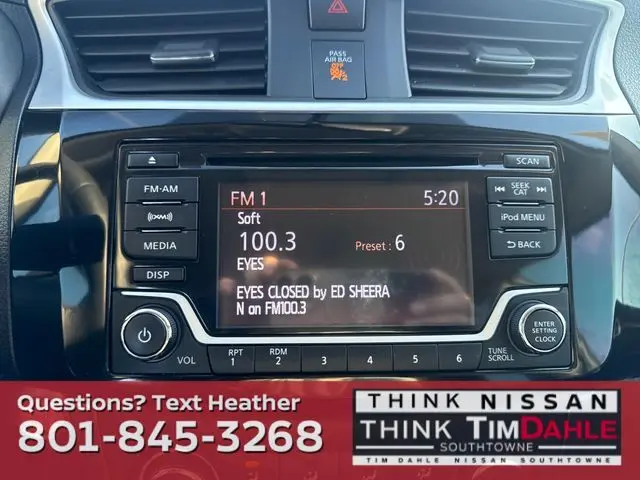 PASS
AIR BAG
OFF
SCAN
FM·AM
SEEK
CAT
((XM))
iPod MENU
MEDIA
BACK
DISP
FM 1 5:20
Soft
100.3 Preset : 6
EYES
EYES CLOSED by ED SHEERA
N on FM100.3
VOL
RPT
1
RDM
2
3
4
5
6
TUNE
SCROLL
ENTER
SETTING
CLOCK
Questions? Text Heather
801-845-3268
THINK NISSAN
THINK TIMDAHLE
SOUTHTOWNE
TIM DAHLE NISSAN SOUTHTOWNE